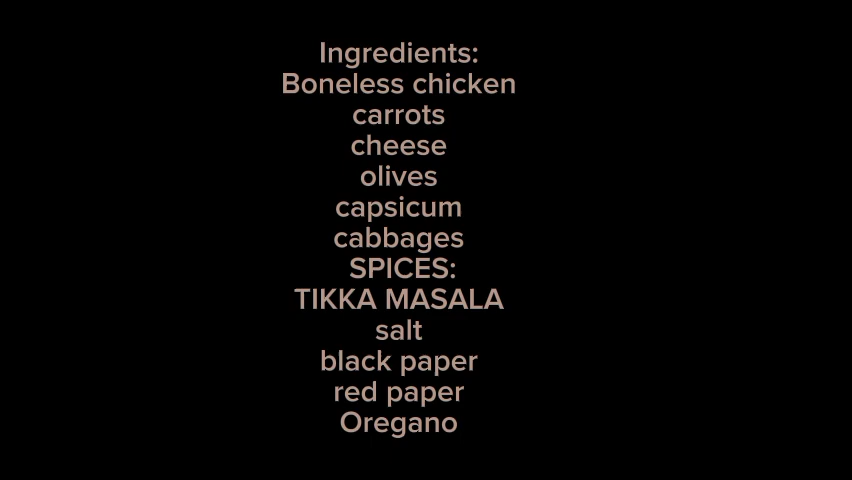 Ingredients:
Boneless chicken
carrots
cheese
olives
capsicum
cabbages
SPICES:
TIKKA MASALA
salt
black paper
red paper
Oregano